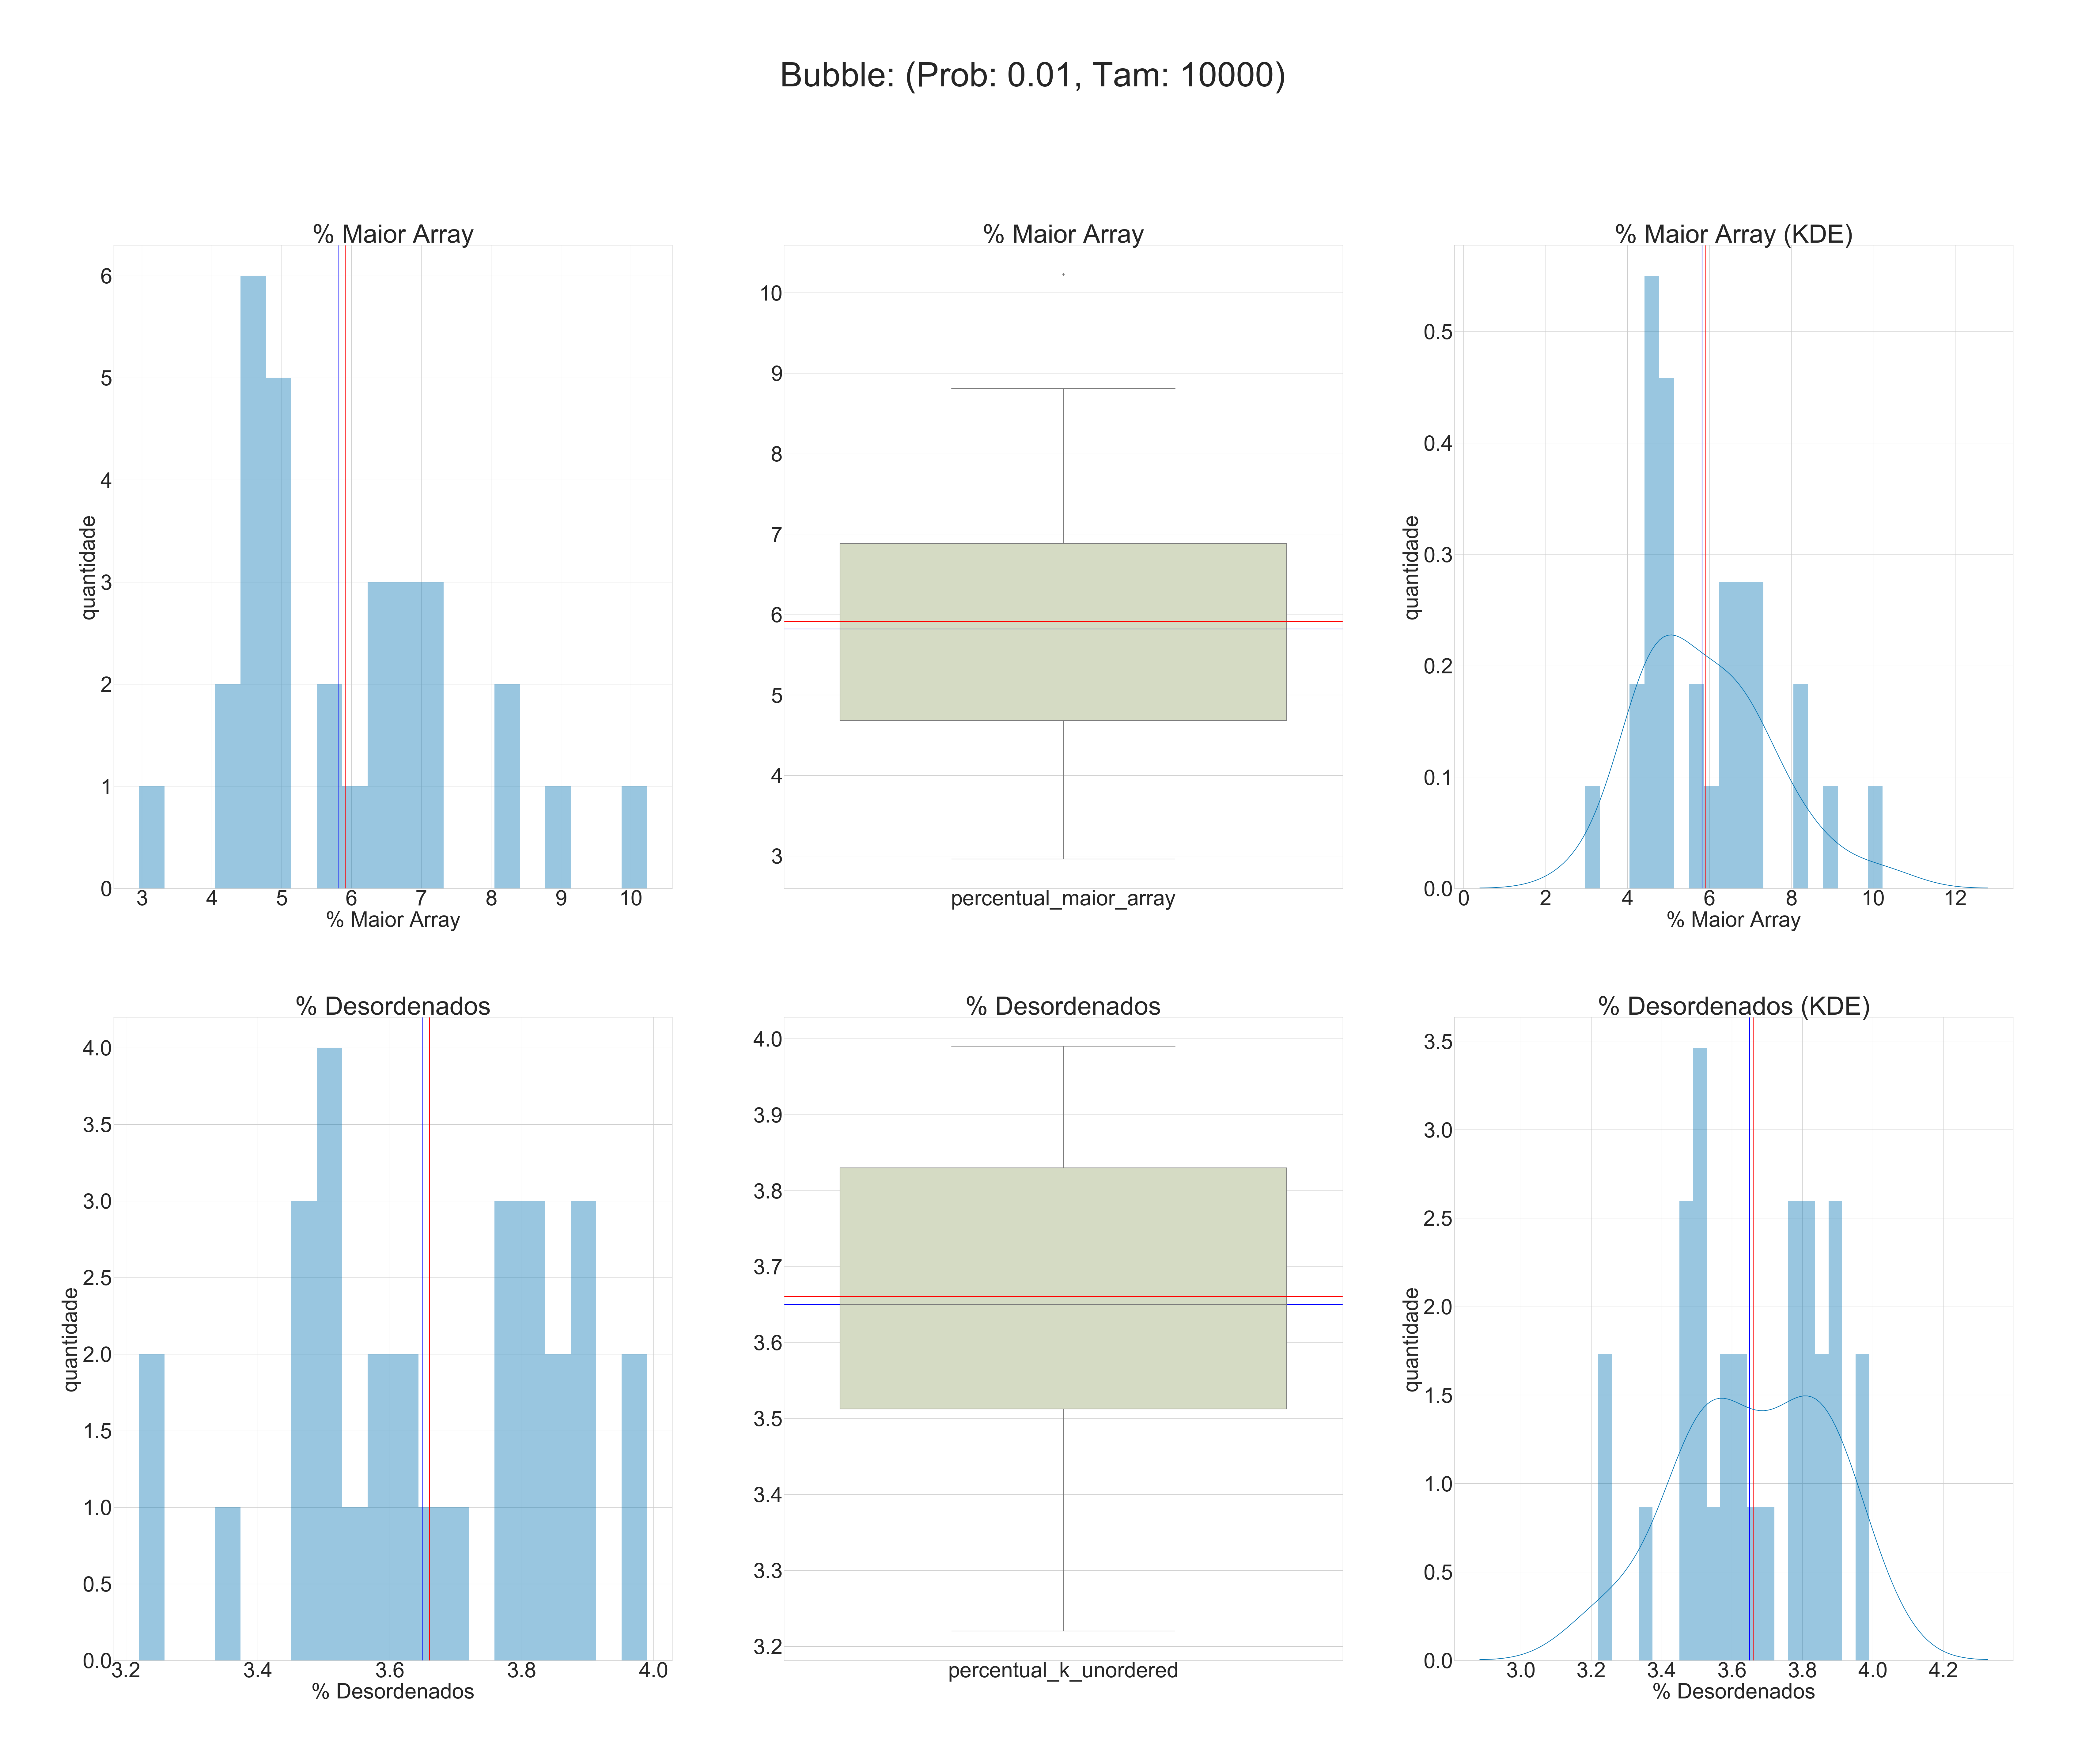 Bubble: (Prob: 0.01, Tam: 10000)
% Maior Array
6
5
4
3
2
1
0
quantidade
3 4 5 6 7 8 9 10
% Maior Array
% Maior Array
10
9
8
7
6
5
4
3
percentual_maior_array
% Maior Array (KDE)
0.5
0.4
0.3
0.2
0.1
0.0
quantidade
0 2 4 6 8 10 12
% Maior Array
% Desordenados
4.0
3.5
3.0
2.5
2.0
1.5
1.0
0.5
0.0
quantidade
3.2 3.4 3.6 3.8 4.0
% Desordenados
% Desordenados
4.0
3.9
3.8
3.7
3.6
3.5
3.4
3.3
3.2
percentual_k_unordered
% Desordenados (KDE)
3.5
3.0
2.5
2.0
1.5
1.0
0.5
0.0
quantidade
3.0 3.2 3.4 3.6 3.8 4.0 4.2
% Desordenados